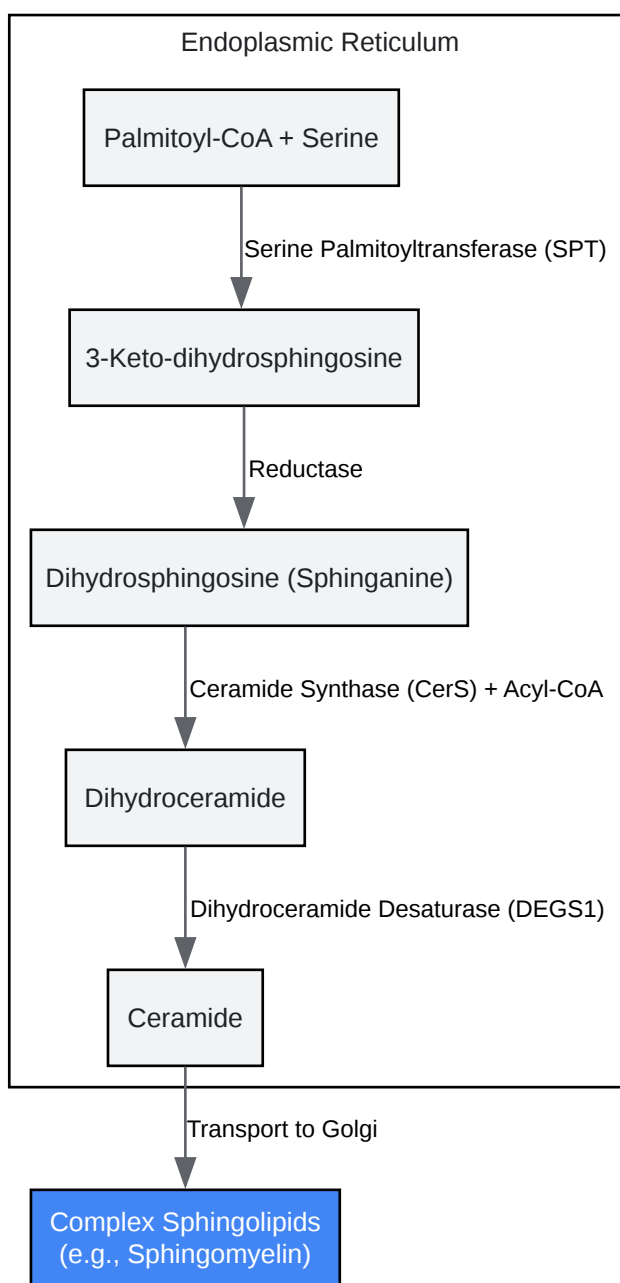 Endoplasmic Reticulum
Palmitoyl-CoA + Serine
Serine Palmitoyltransferase (SPT)
3-Keto-dihydrosphingosine
Reductase
Dihydrosphingosine (Sphinganine)
Ceramide Synthase (CerS) + Acyl-CoA
Dihydroceramide
Dihydroceramide Desaturase (DEGS1)
Ceramide
Transport to Golgi
Complex Sphingolipids
(e.g., Sphingomyelin)